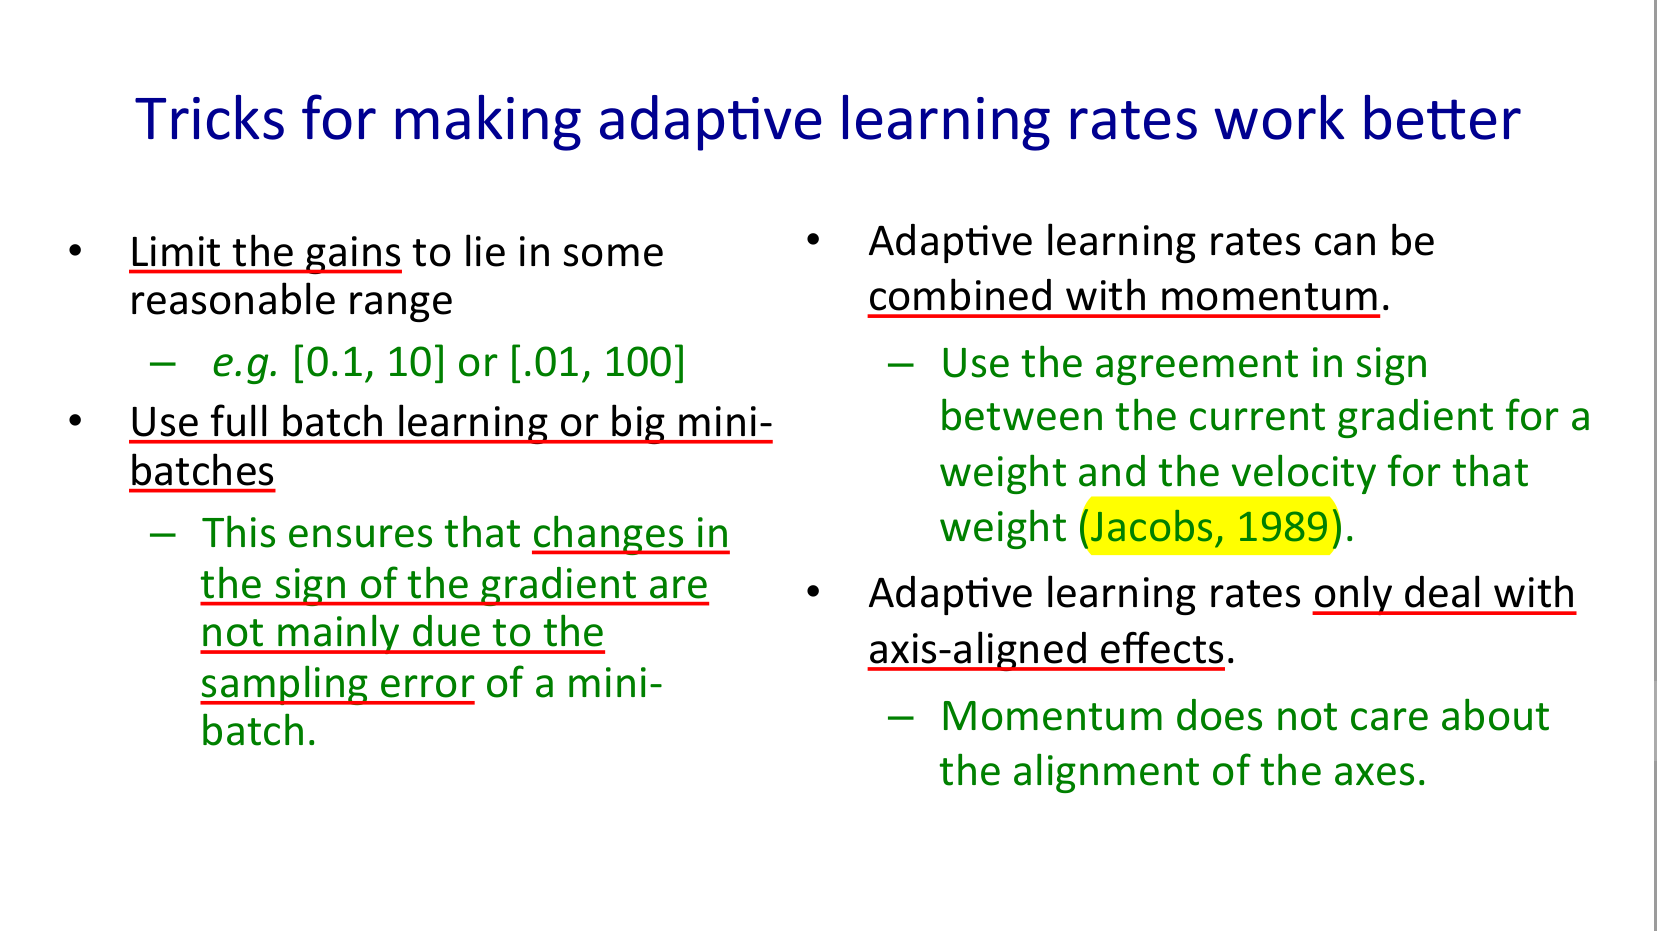 Tricks for making adaptive learning rates work better
• Limit the gains to lie in some
reasonable range
– e.g. [0.1, 10] or [.01, 100]
• Use full batch learning or big mini-
batches
– This ensures that changes in
the sign of the gradient are
not mainly due to the
sampling error of a mini-
batch.
• Adaptive learning rates can be
combined with momentum.
– Use the agreement in sign
between the current gradient for a
weight and the velocity for that
weight (Jacobs, 1989).
• Adaptive learning rates only deal with
axis-aligned effects.
– Momentum does not care about
the alignment of the axes.